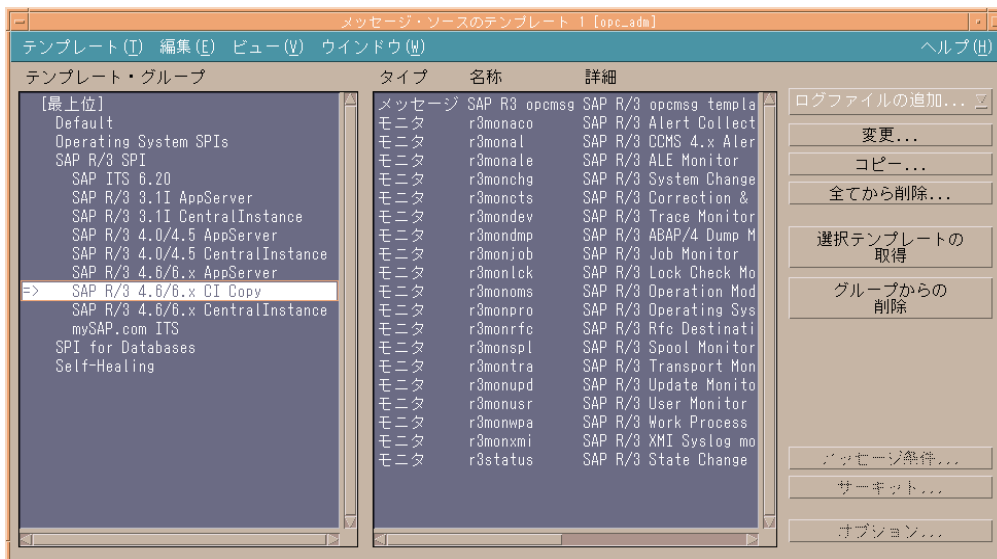 メッセージ・ソースのテンプレート 1 [opc_adm]
テンプレート(T) 編集(E) ビュー(V) ウインドウ(W) ヘルプ(H)
テンプレート・グループ
[最上位]
Default
Operating System SPIs
SAP R/3 SPI
SAP ITS 6.20
SAP R/3 3.1I AppServer
SAP R/3 3.1I CentralInstance
SAP R/3 4.0/4.5 AppServer
SAP R/3 4.0/4.5 CentralInstance
SAP R/3 4.6/6.x AppServer
=> SAP R/3 4.6/6.x CI Copy
SAP R/3 4.6/6.x CentralInstance
mySAP.com ITS
SPI for Databases
Self-Healing
タイプ 名称 詳細
メッセージ SAP R3 opcmsg SAP R/3 opcmsg templa
モニタ r3monaco SAP R/3 Alert Collect
モニタ r3monal SAP R/3 CCMS 4.x Aler
モニタ r3monale SAP R/3 ALE Monitor
モニタ r3monchg SAP R/3 System Change
モニタ r3moncts SAP R/3 Correction &
モニタ r3mondev SAP R/3 Trace Monitor
モニタ r3mondmp SAP R/3 ABAP/4 Dump M
モニタ r3monjob SAP R/3 Job Monitor
モニタ r3monlck SAP R/3 Lock Check Mo
モニタ r3monoms SAP R/3 Operation Mod
モニタ r3monpro SAP R/3 Operating Sys
モニタ r3monrfc SAP R/3 Rfc Destinati
モニタ r3monspl SAP R/3 Spool Monitor
モニタ r3montra SAP R/3 Transport Mon
モニタ r3monupd SAP R/3 Update Monito
モニタ r3monusr SAP R/3 User Monitor
モニタ r3monwpa SAP R/3 Work Process
モニタ r3monxmi SAP R/3 XMI Syslog mo
モニタ r3status SAP R/3 State Change
ログファイルの追加...
変更...
コピー...
全てから削除...
選択テンプレートの
取得
グループからの
削除
メッセージ条件...
サーキット...
オプション...